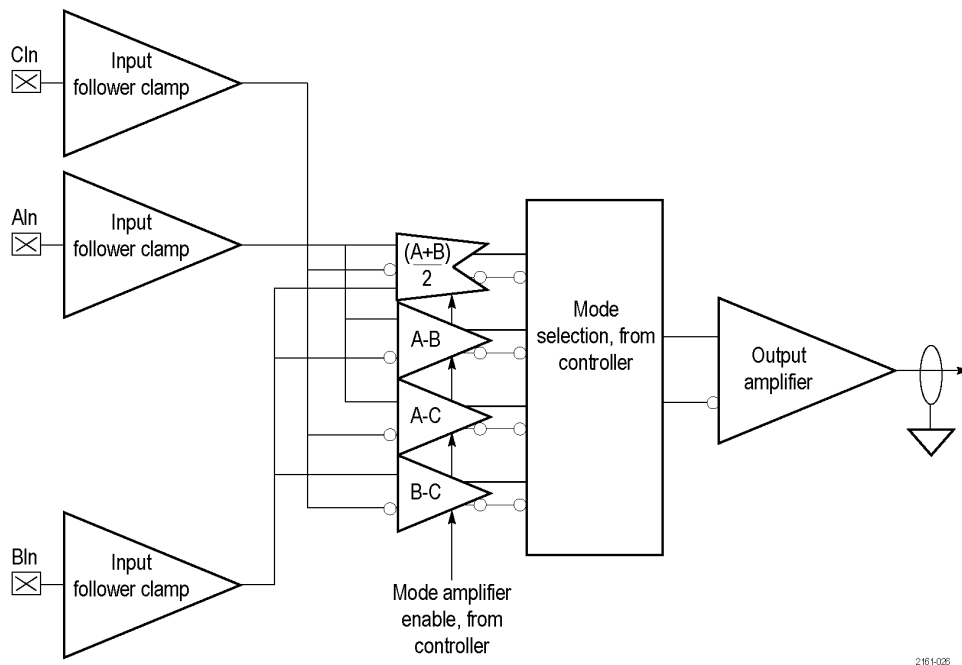 CIn
Input
follower clamp
AIn
Input
follower clamp
(A+B)
2
A-B
A-C
B-C
Mode
selection, from
controller
Output
amplifier
BIn
Input
follower clamp
Mode amplifier
enable, from
controller
2161-026